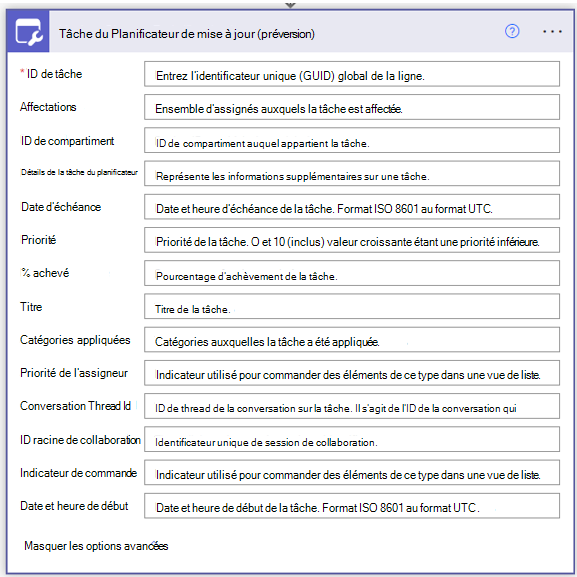 Tâche du Planificateur de mise à jour (préversion)
* ID de tâche Entrez l'identificateur unique (GUID) global de la ligne.
Affectations Ensemble d'assignés auxquels la tâche est affectée.
ID de compartiment ID de compartiment auquel appartient la tâche.
Détails de la tâche du planificateur Représente les informations supplémentaires sur une tâche.
Date d'échéance Date et heure d'échéance de la tâche. Format ISO 8601 au format UTC.
Priorité Priorité de la tâche. O et 10 (inclus) valeur croissante étant une priorité inférieure.
% achevé Pourcentage d'achèvement de la tâche.
Titre Titre de la tâche.
Catégories appliquées Catégories auxquelles la tâche a été appliquée.
Priorité de l'assigneur Indicateur utilisé pour commander des éléments de ce type dans une vue de liste.
Conversation Thread Id ID de thread de la conversation sur la tâche. Il s'agit de l'ID de la conversation qui
ID racine de collaboration Identificateur unique de session de collaboration.
Indicateur de commande Indicateur utilisé pour commander des éléments de ce type dans une vue de liste.
Date et heure de début Date et heure de début de la tâche. Format ISO 8601 au format UTC.
Masquer les options avancées